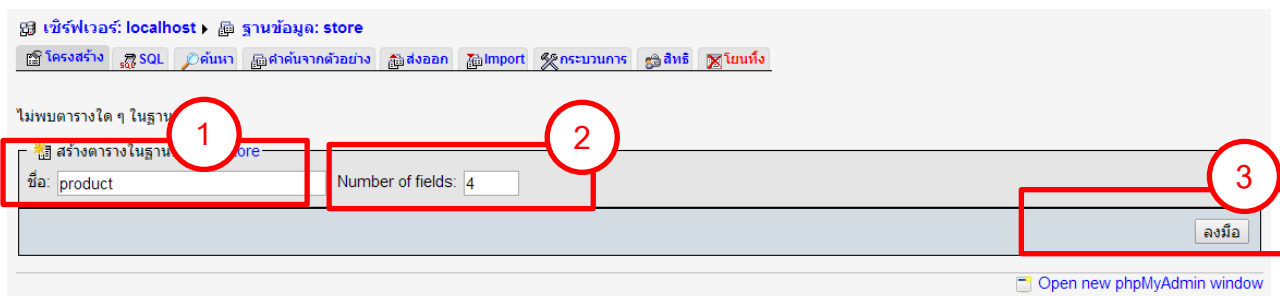 เซิร์ฟเวอร์: localhost ▸ ฐานข้อมูล: store
โครงสร้าง SQL ค้นหา คำค้นจากตัวอย่าง ส่งออก Import กระบวนการ สิทธิ โยนทิ้ง
ไม่พบตารางใด ๆ ในฐาน
1
2
สร้างตารางในฐาน ore
ชื่อ: product Number of fields: 4
3
ลงมือ
Open new phpMyAdmin window